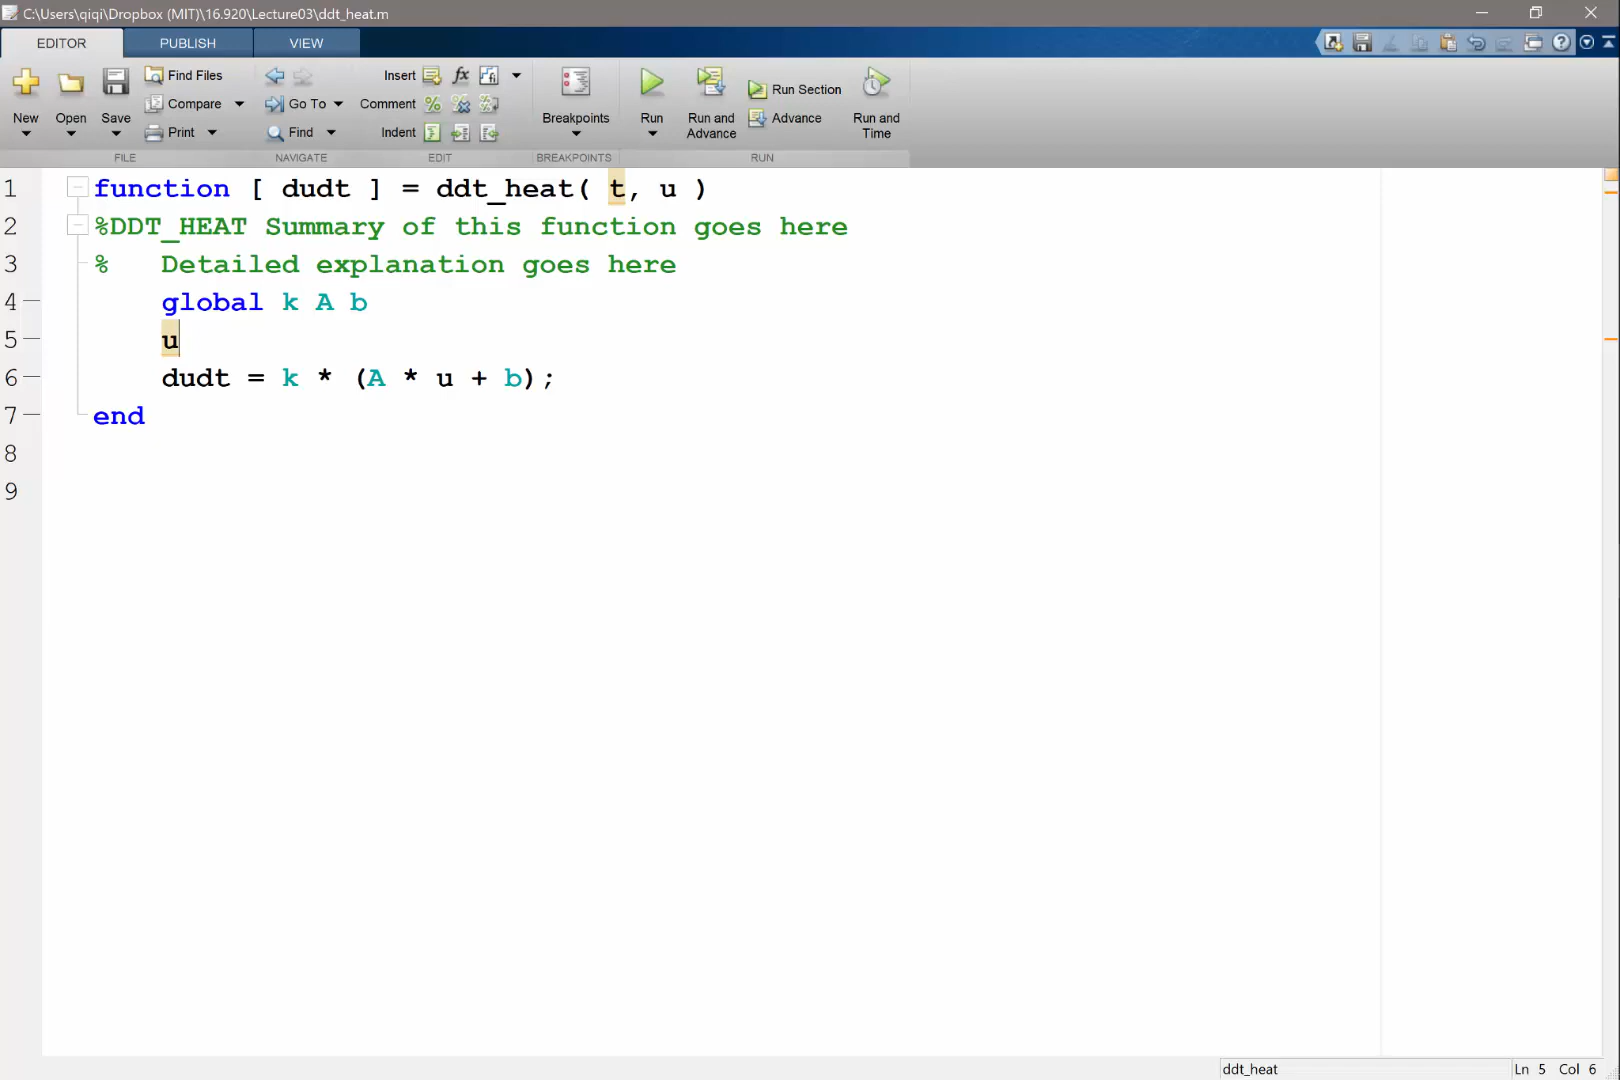 C:\Users\qiqi\Dropbox (MIT)\16.920\Lecture03\ddt_heat.m
EDITOR PUBLISH VIEW
Find Files Insert fx
Compare Go To Comment
New Open Save Print Find Indent Breakpoints Run Run and Advance Run Section Advance Run and Time
FILE NAVIGATE EDIT BREAKPOINTS RUN
1 function [ dudt ] = ddt_heat( t, u )
2 %DDT_HEAT Summary of this function goes here
3 %   Detailed explanation goes here
4 global k A b
5 u
6 dudt = k * (A * u + b);
7 end
8
9
ddt_heat Ln 5 Col 6